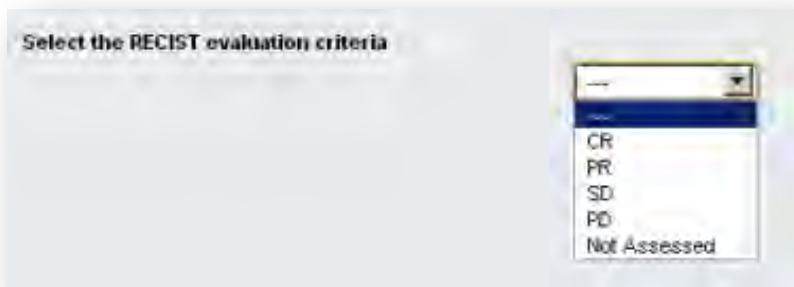 Select the RECIST evaluation criteria
---
---
CR
PR
SD
PD
Not Assessed